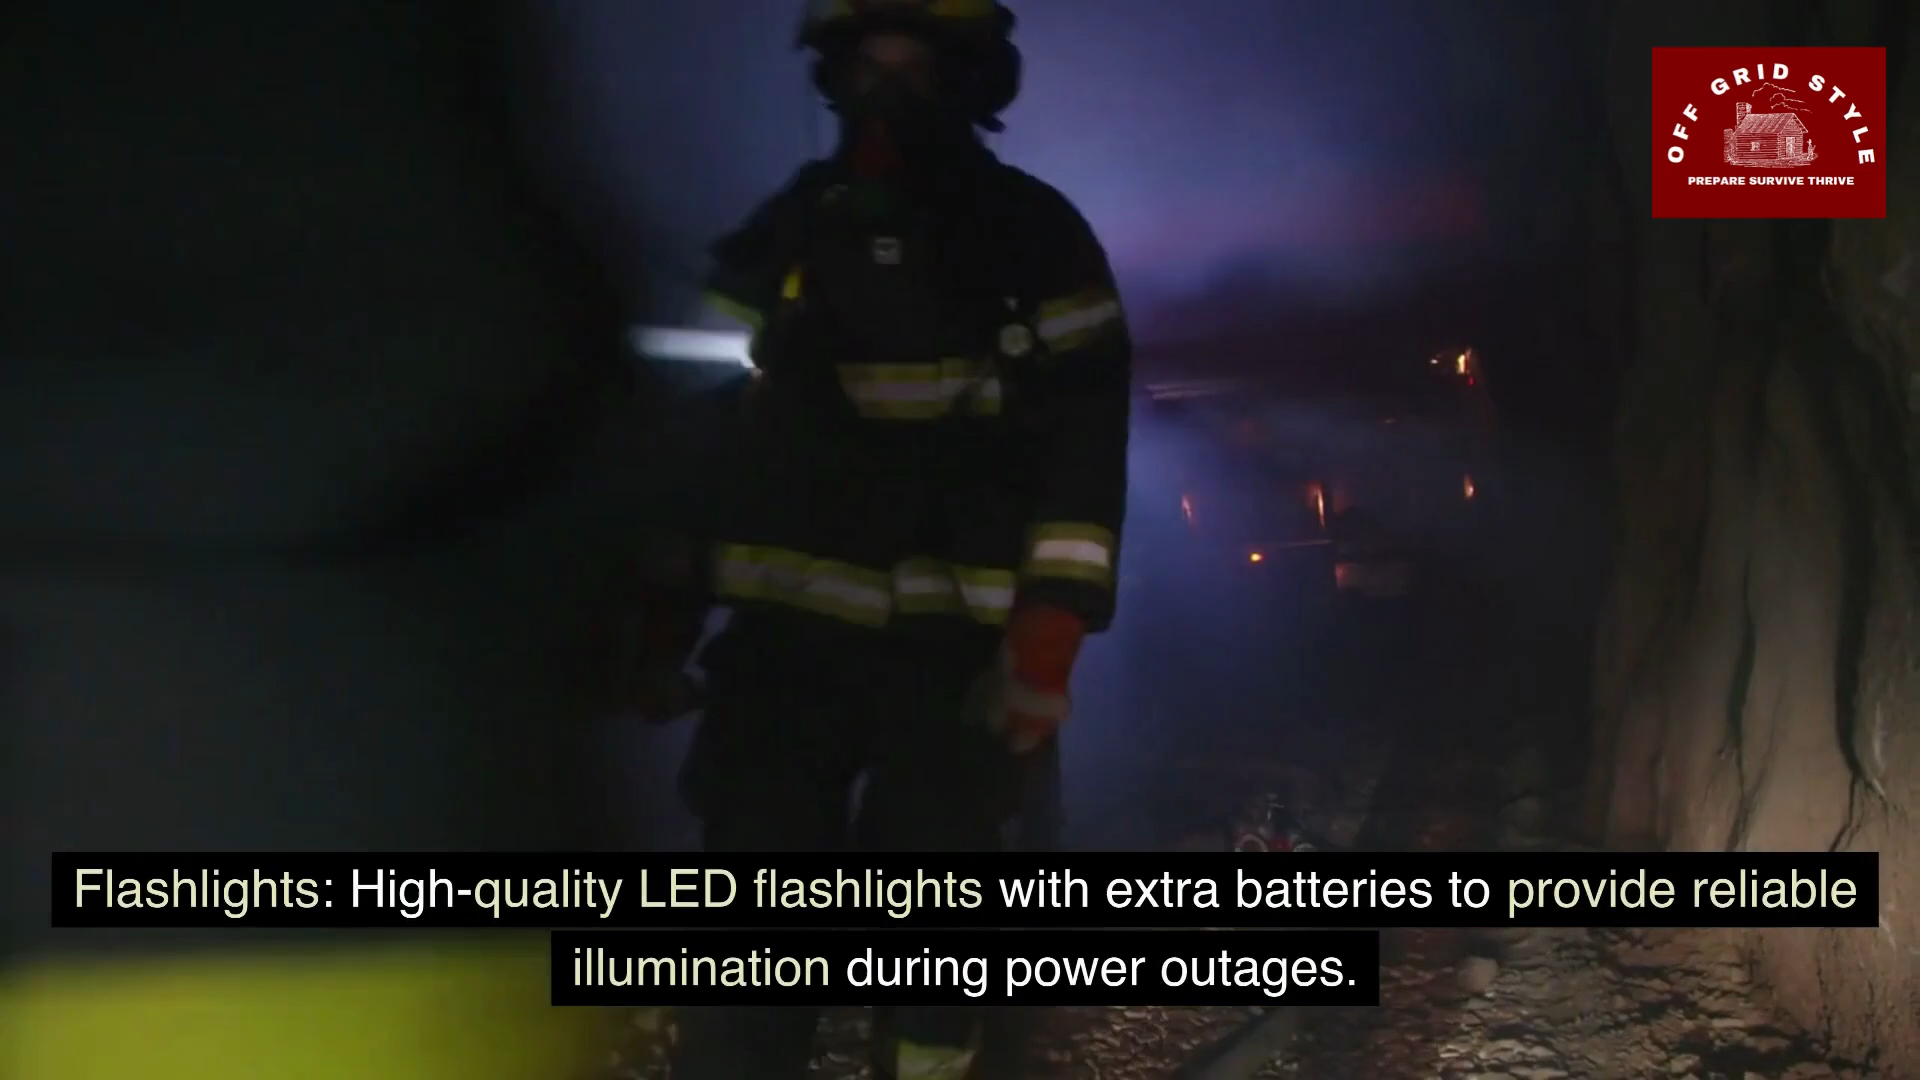 OFF GRID STYLE
PREPARE SURVIVE THRIVE
Flashlights: High-quality LED flashlights with extra batteries to provide reliable
illumination during power outages.